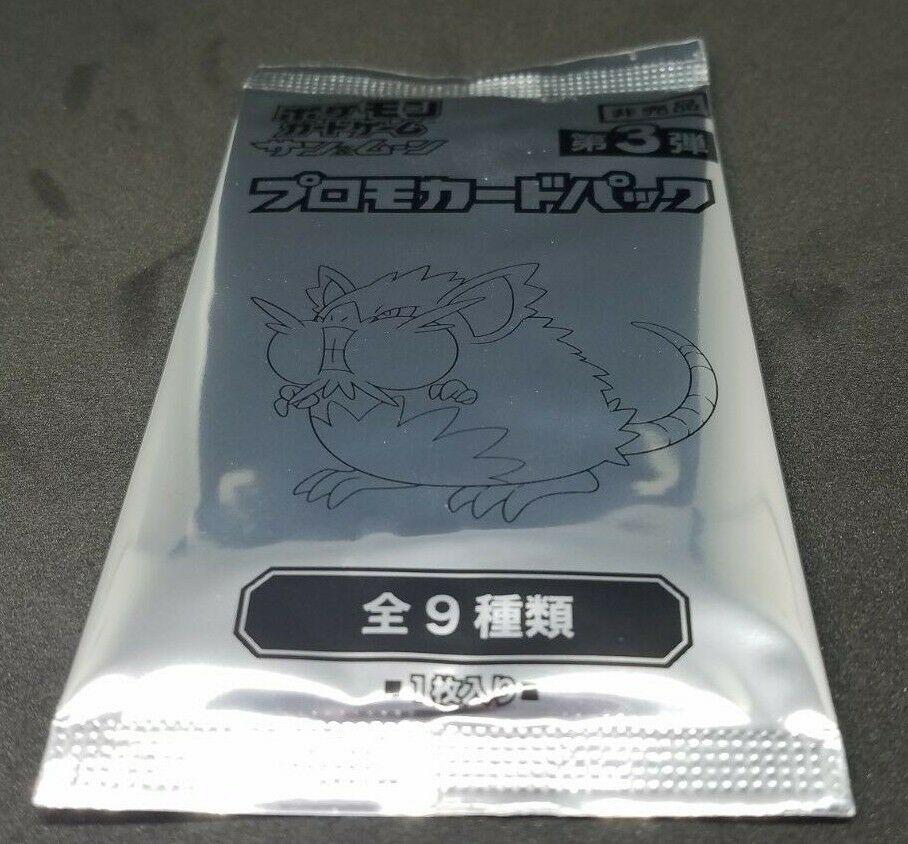 ポケモン
カードゲーム
サン&ムーン
非売品
第3弾
プロモカードパック
全9種類
■1枚入り■